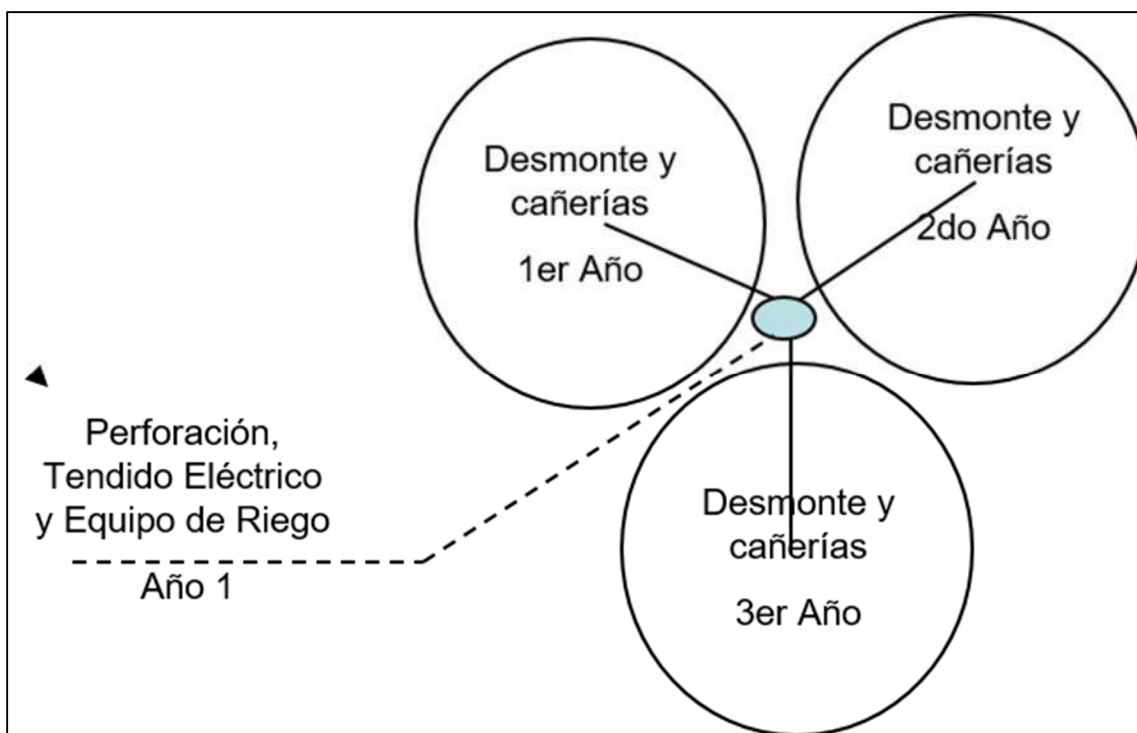 Desmonte y
cañerías
1er Año
Desmonte y
cañerías
2do Año
Perforación,
Tendido Eléctrico
y Equipo de Riego
Año 1
Desmonte y
cañerías
3er Año